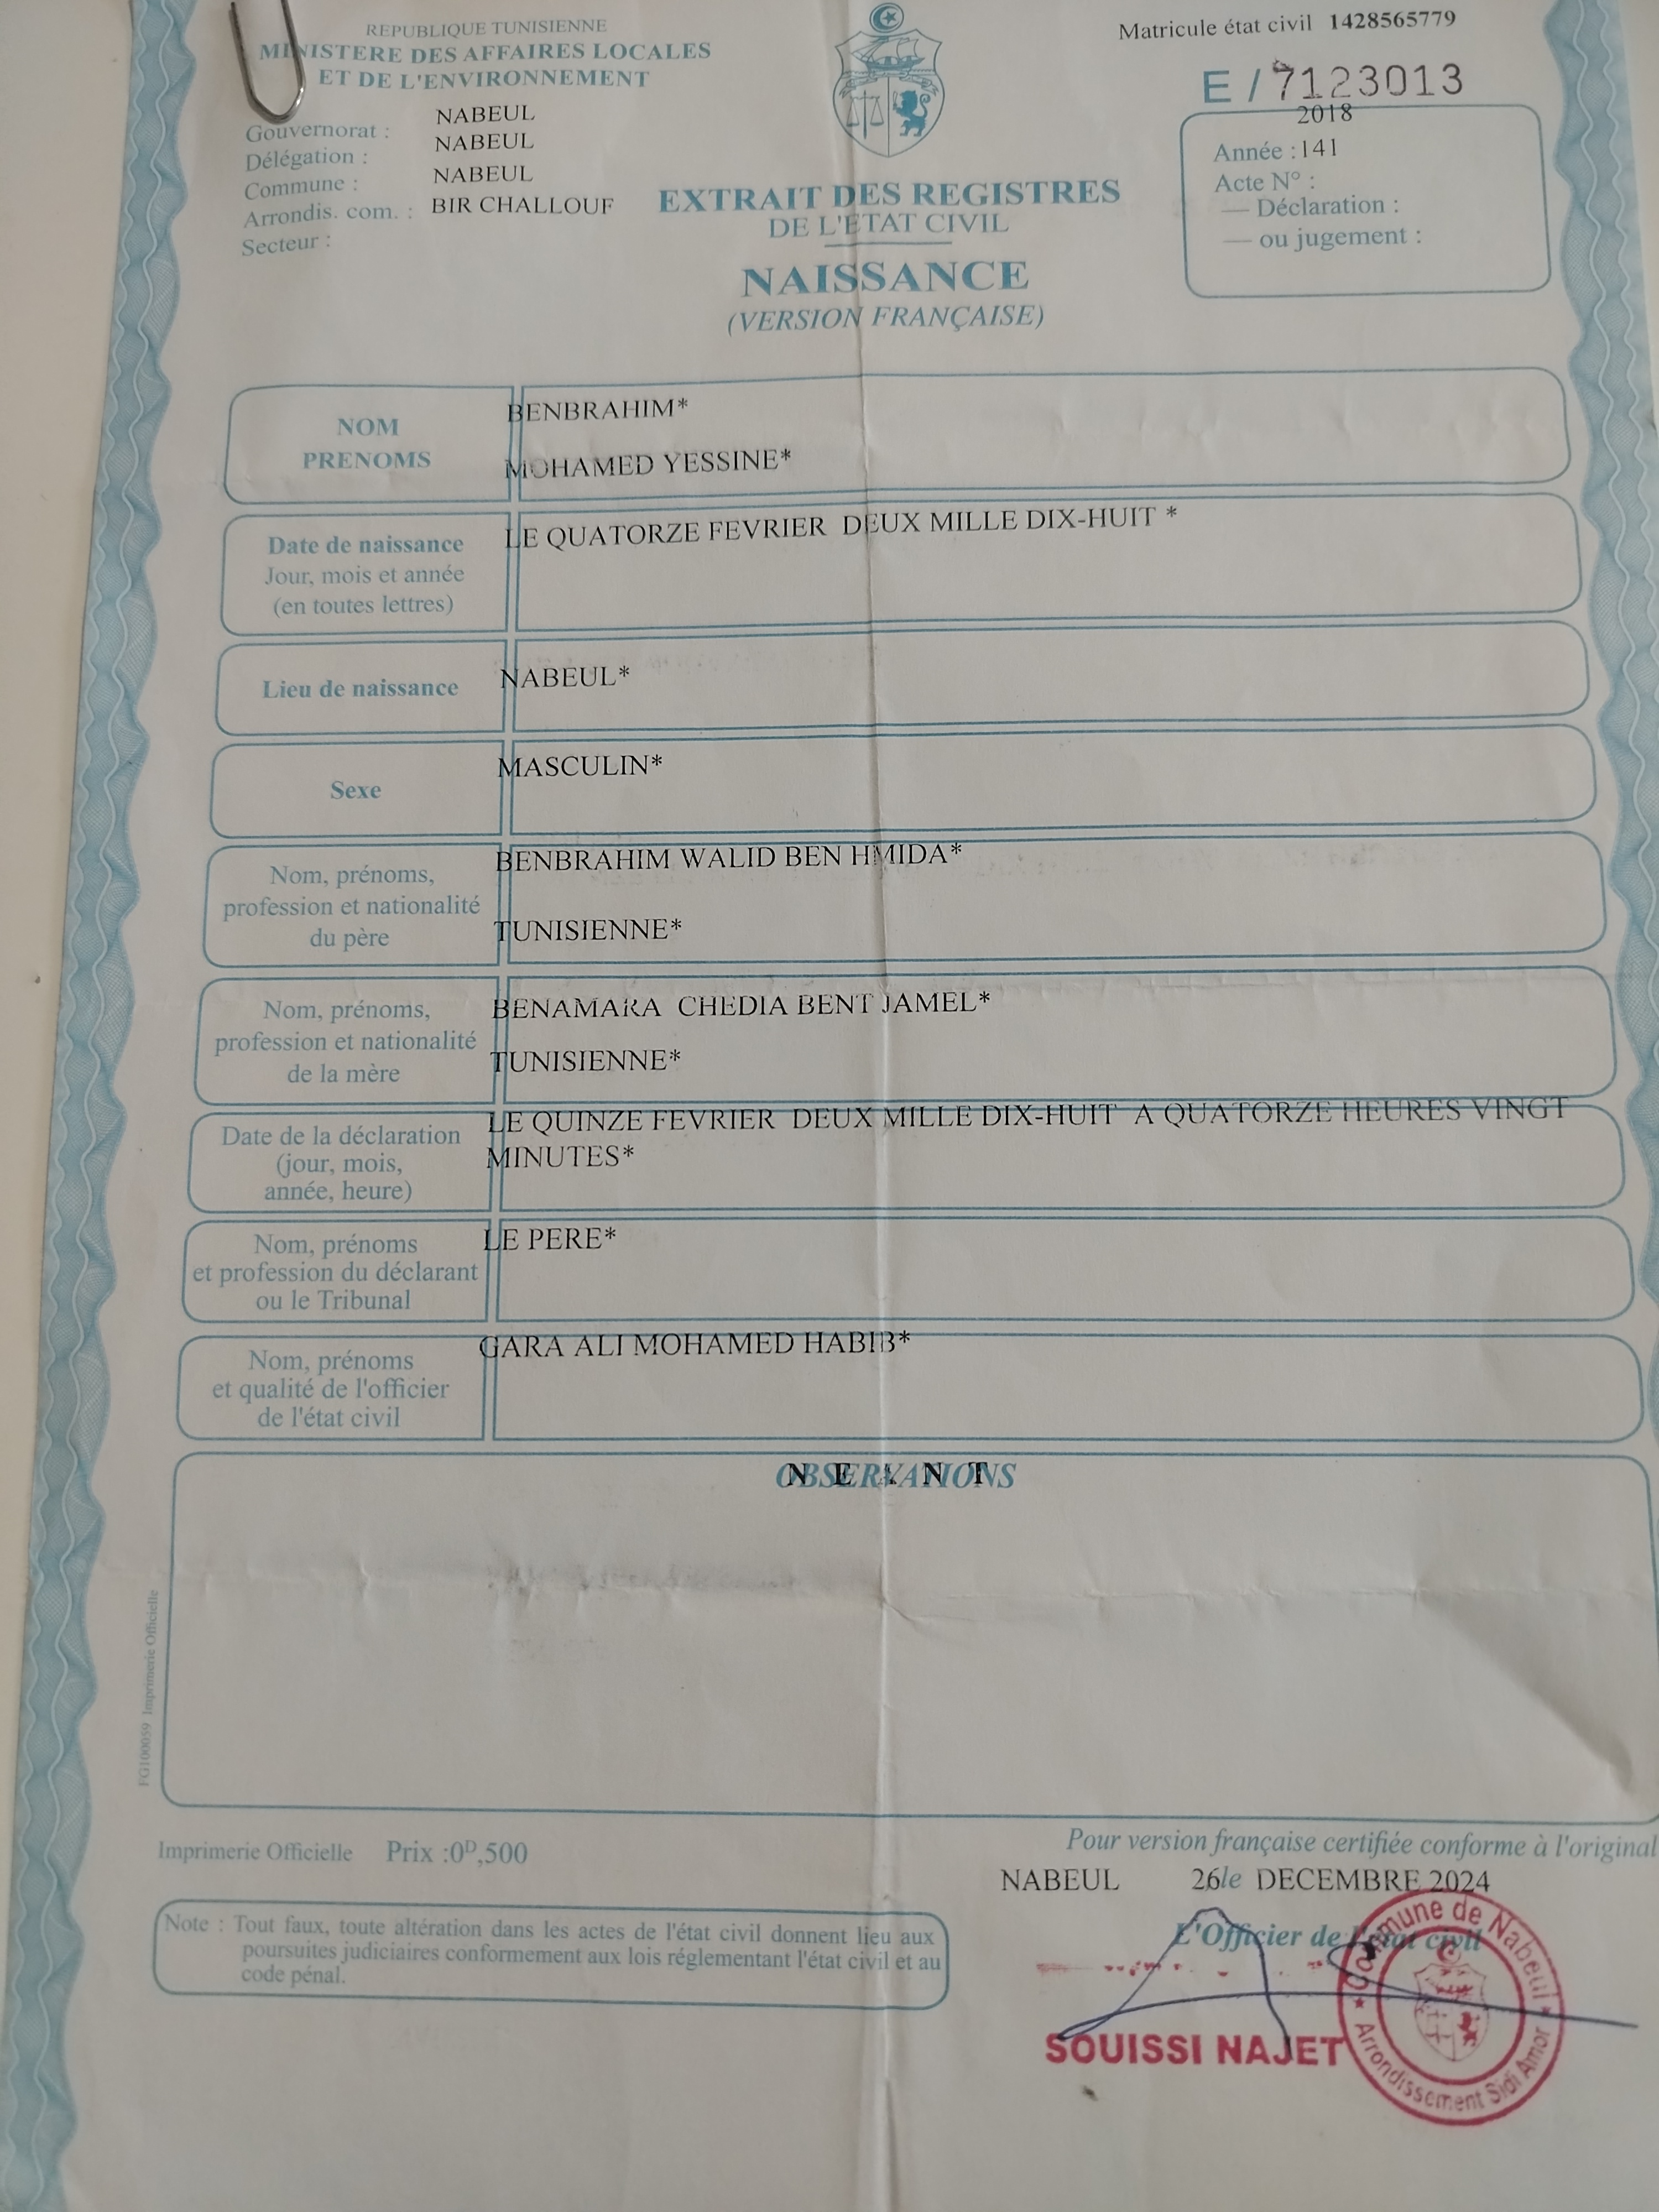 REPUBLIQUE TUNISIENNE
MINISTERE DES AFFAIRES LOCALES
ET DE L'ENVIRONNEMENT
Gouvernorat : NABEUL
Délégation : NABEUL
Commune : NABEUL
Arrondis. com. : BIR CHALLOUF
Secteur :
Matricule état civil 1428565779
E / 7123013
2018
Année : 141
Acte N° :
— Déclaration :
— ou jugement :
EXTRAIT DES REGISTRES
DE L'ETAT CIVIL
NAISSANCE
(VERSION FRANÇAISE)
NOM
PRENOMS
BENBRAHIM*
MOHAMED YESSINE*
Date de naissance
Jour, mois et année
(en toutes lettres)
LE QUATORZE FEVRIER DEUX MILLE DIX-HUIT *
Lieu de naissance
NABEUL*
Sexe
MASCULIN*
Nom, prénoms,
profession et nationalité
du père
BENBRAHIM WALID BEN HMIDA*
TUNISIENNE*
Nom, prénoms,
profession et nationalité
de la mère
BENAMARA CHEDIA BENT JAMEL*
TUNISIENNE*
Date de la déclaration
(jour, mois,
année, heure)
LE QUINZE FEVRIER DEUX MILLE DIX-HUIT A QUATORZE HEURES VINGT
MINUTES*
Nom, prénoms
et profession du déclarant
ou le Tribunal
LE PERE*
Nom, prénoms
et qualité de l'officier
de l'état civil
GARA ALI MOHAMED HABIB*
OBSERVATIONS
N E A N T
FG100059 Imprimerie Officielle
Imprimerie Officielle Prix :0ᴰ,500
Note : Tout faux, toute altération dans les actes de l'état civil donnent lieu aux
poursuites judiciaires conformement aux lois réglementant l'état civil et au
code pénal.
Pour version française certifiée conforme à l'original
NABEUL 26le DECEMBRE 2024
L'Officier de l'état civil
SOUISSI NAJET
Commune de Nabeul
Arrondissement Sidi Amor